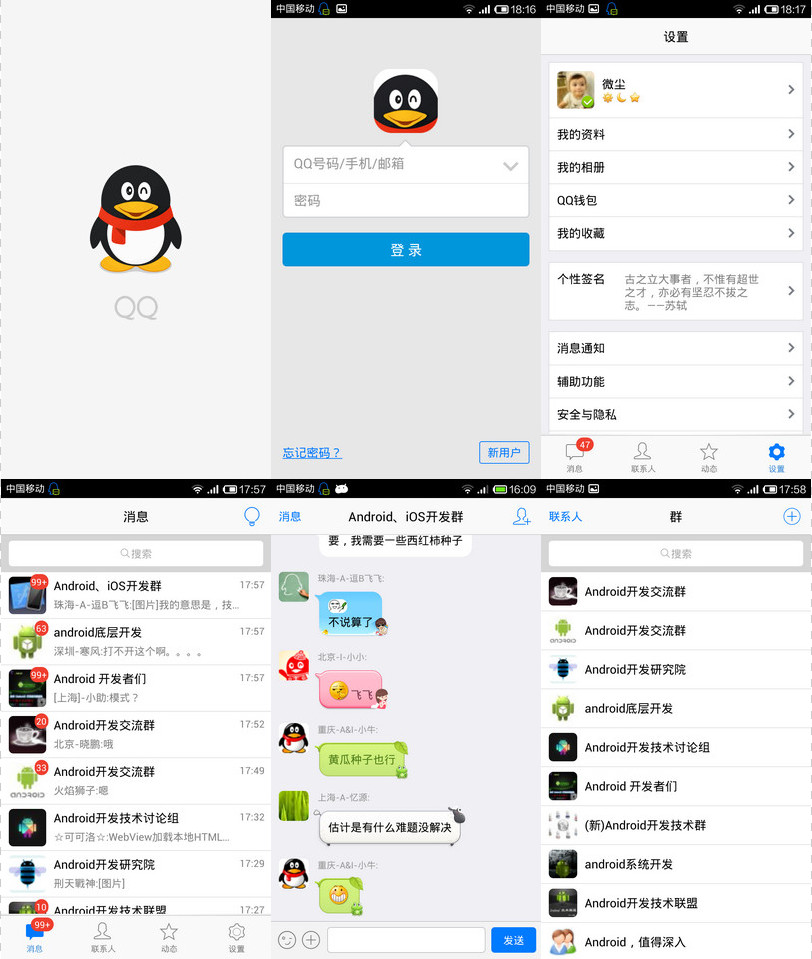 QQ
中国移动 18:16
QQ号码/手机/邮箱
密码
登 录
忘记密码？
新用户
中国移动 18:17
设置
微尘
我的资料
我的相册
QQ钱包
我的收藏
个性签名
古之立大事者，不惟有超世
之才，亦必有坚忍不拔之
志。——苏轼
消息通知
辅助功能
安全与隐私
47
消息 联系人 动态 设置
中国移动 17:57
消息
搜索
99+
Android、iOS开发群 17:57
珠海-A-逗B飞飞:[图片]我的意思是，技...
63
android底层开发 17:57
深圳-寒风:打不开这个啊。。。。
99+
Android 开发者们 17:57
[上海]-小助:模式？
20
Android开发交流群 17:52
北京-晓鹏:哦
33
Android开发交流群 17:49
火焰狮子:嗯
Android开发技术讨论组 17:32
☆可可洛☆:WebView加载本地HTML...
Android开发研究院 17:29
刑天戰神:[图片]
10
Android开发技术联盟 17:27
99+
消息 联系人 动态 设置
中国移动 16:09
消息
Android、iOS开发群
要，我需要一些西红柿种子
珠海-A-逗B飞飞:
不说算了
北京-I-小小:
飞飞
重庆-A&I-小牛:
黄瓜种子也行
上海-A-忆源:
估计是有什么难题没解决
重庆-A&I-小牛:
发送
中国移动 17:58
联系人
群
搜索
Android开发交流群
Android开发交流群
Android开发研究院
android底层开发
Android开发技术讨论组
Android 开发者们
(新)Android开发技术群
android系统开发
Android开发技术联盟
Android，值得深入